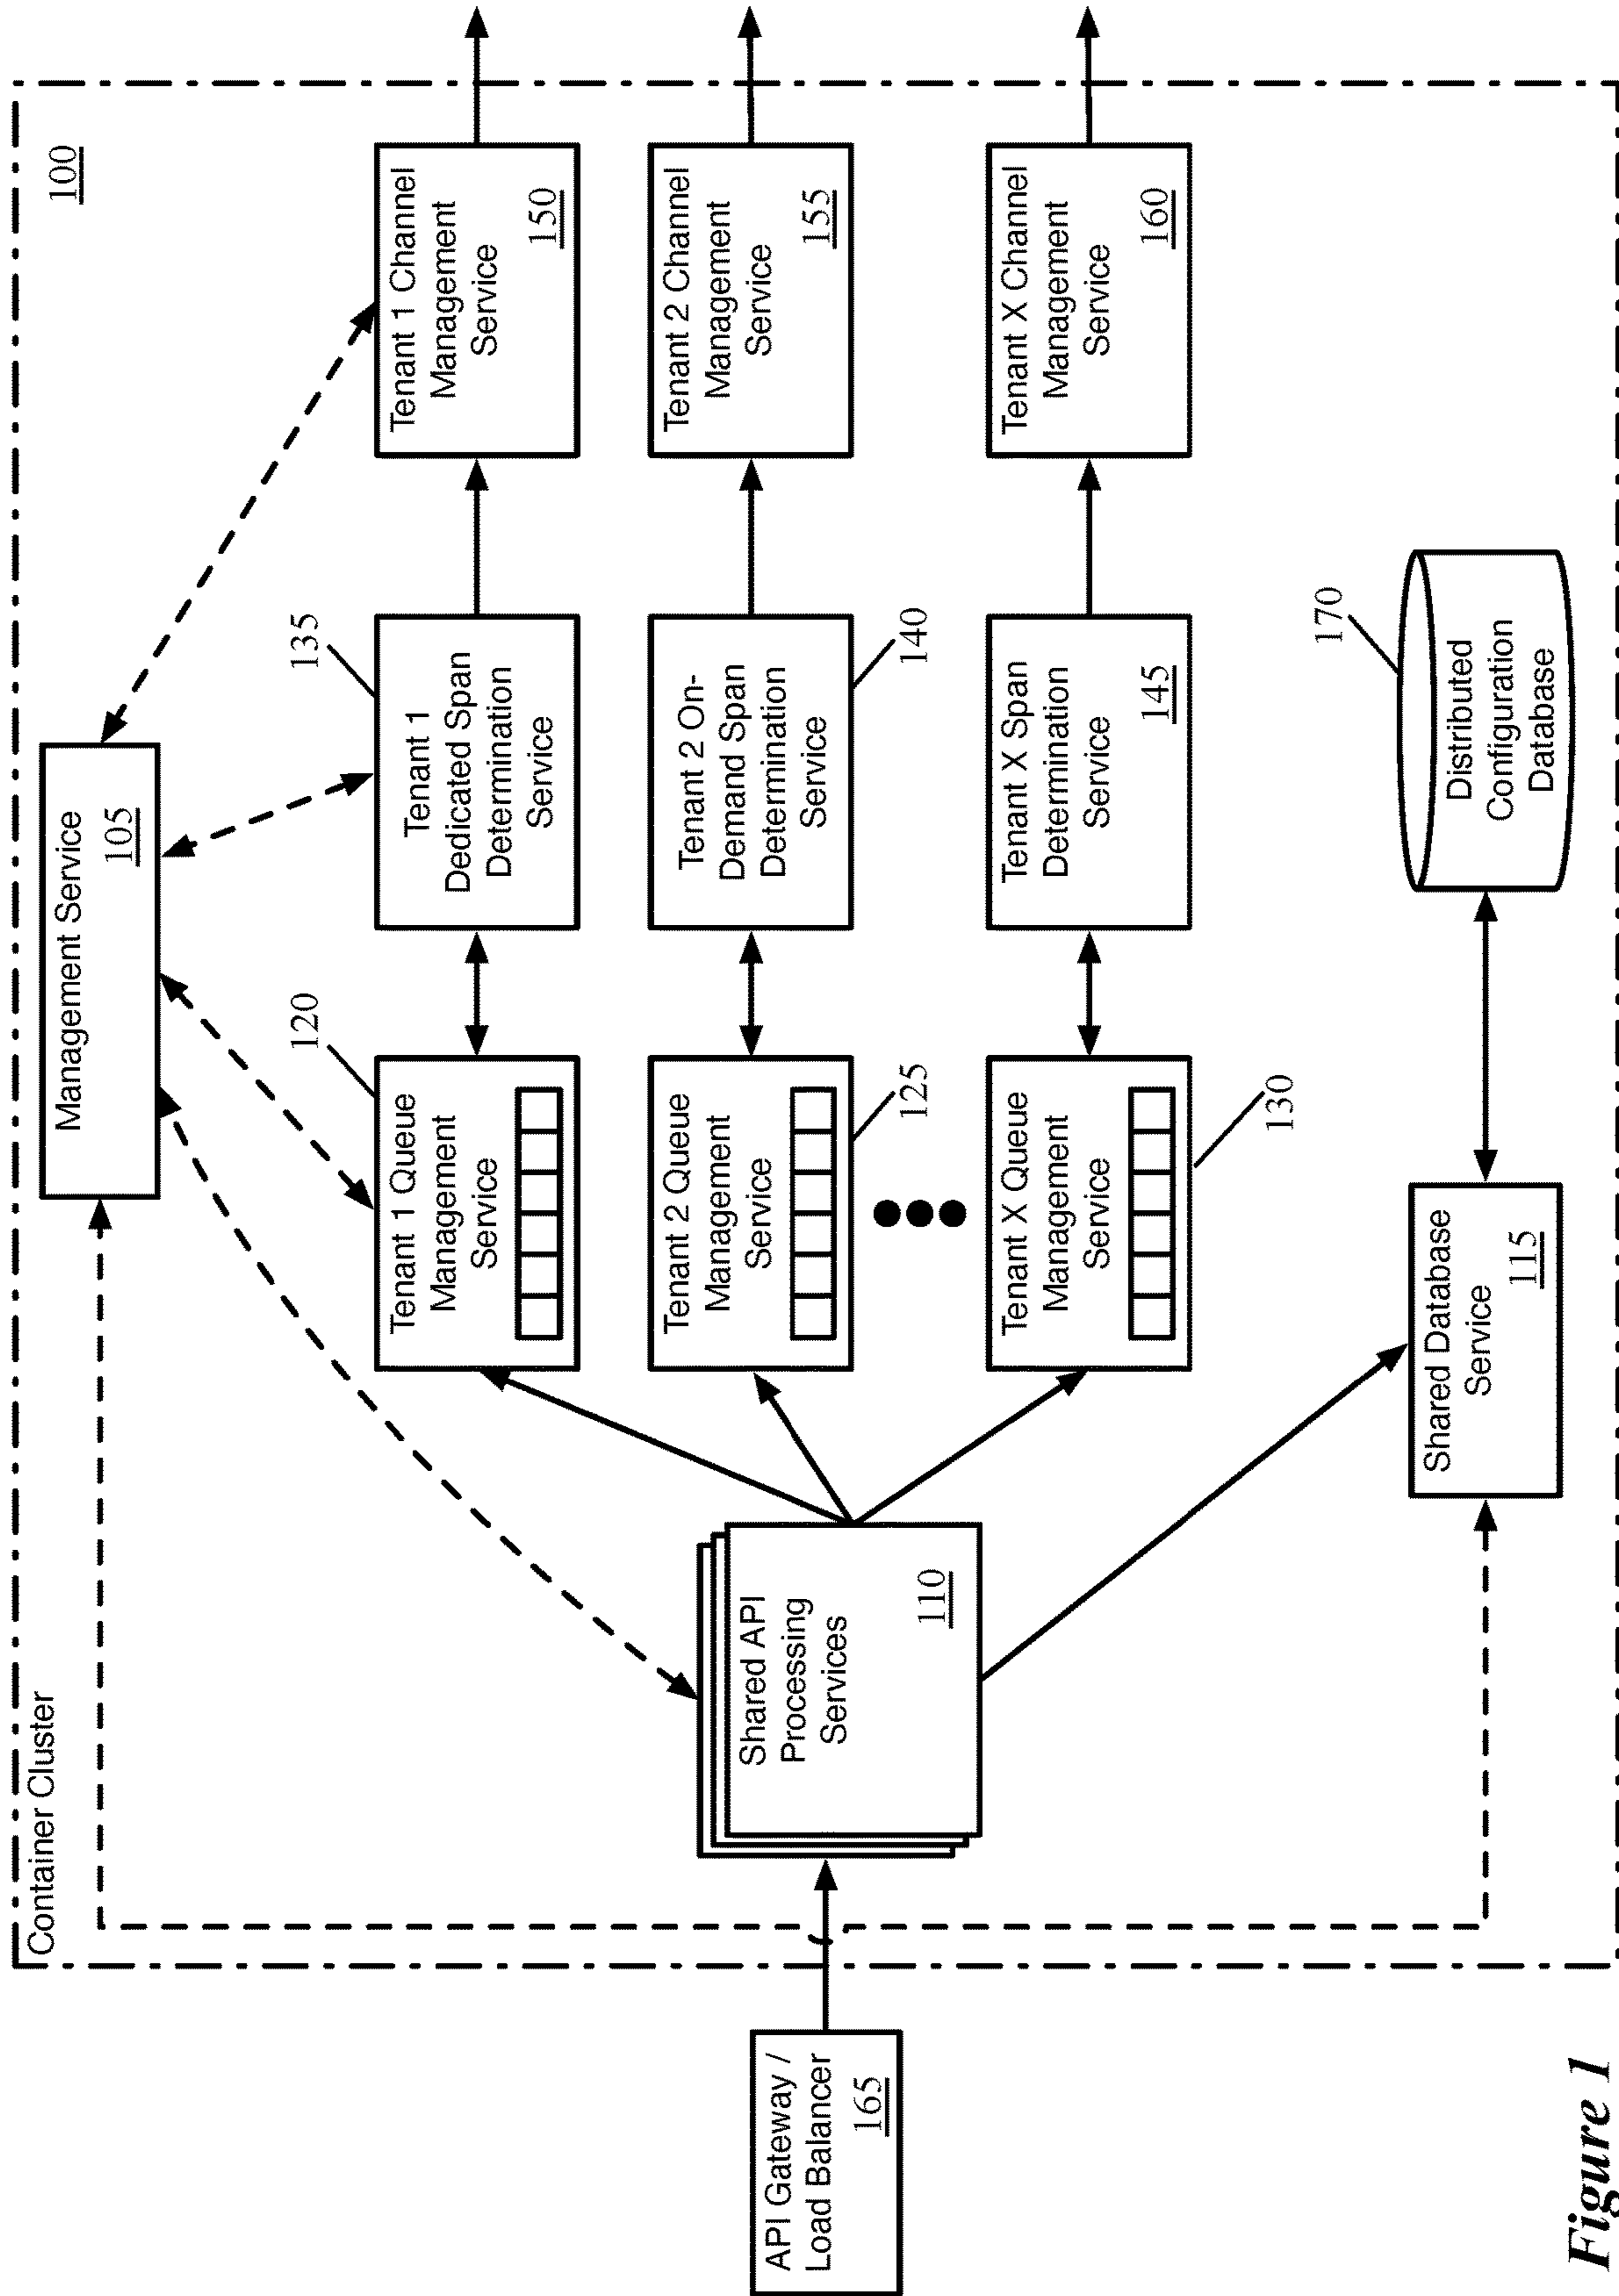 Container Cluster
100
Management Service
105
API Gateway /
Load Balancer
165
Shared API
Processing
Services
110
120
Tenant 1 Queue
Management
Service
135
Tenant 1
Dedicated Span
Determination
Service
Tenant 1 Channel
Management
Service
150
Tenant 2 Queue
Management
Service
125
Tenant 2 On-
Demand Span
Determination
Service
140
Tenant 2 Channel
Management
Service
155
Tenant X Queue
Management
Service
130
Tenant X Span
Determination
Service
145
Tenant X Channel
Management
Service
160
Shared Database
Service
115
170
Distributed
Configuration
Database
Figure 1